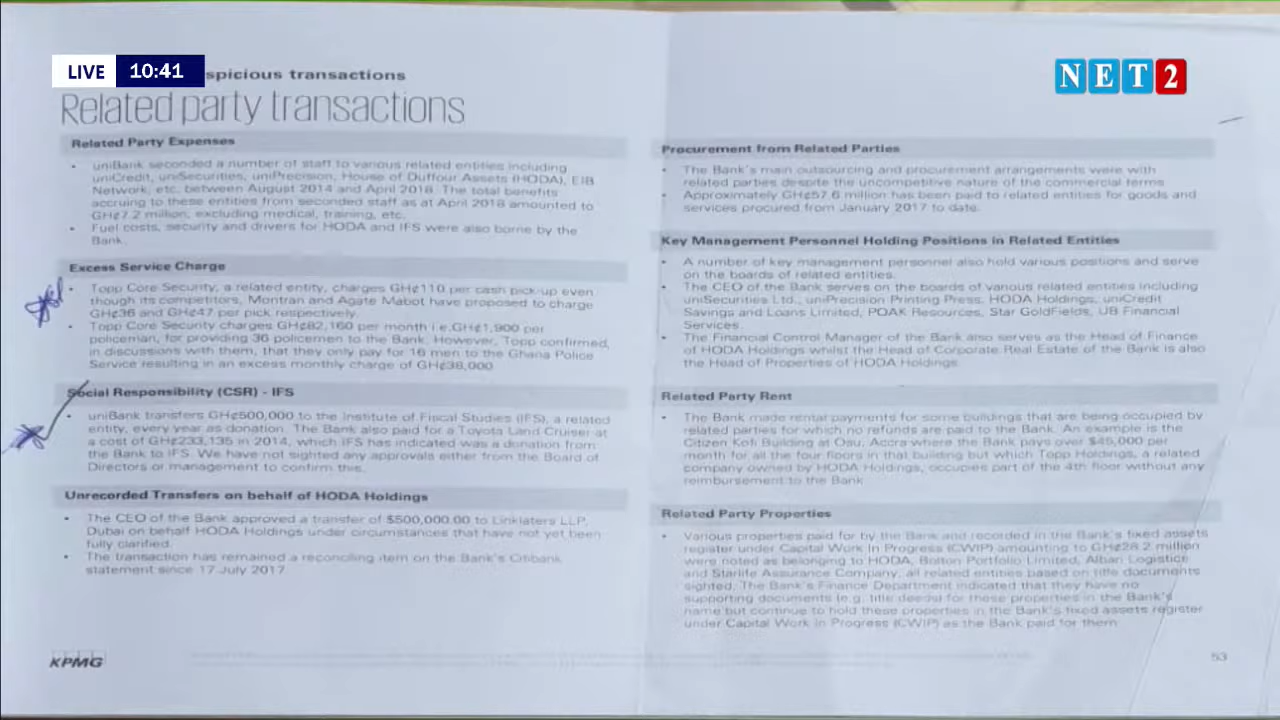 LIVE 10:41
NET2
spicious transactions
Related party transactions
Related Party Expenses
• uniBank seconded a number of staff to various related entities including
uniCredit, uniSecurities, uniPrecision, House of Duffour Assets (HODA), EIB
Network, etc. between August 2014 and April 2018. The total benefits
accruing to these entities from seconded staff as at April 2018 amounted to
GH¢7.2 million, excluding medical, training, etc.
• Fuel costs, security and drivers for HODA and IFS were also borne by the
Bank.
Excess Service Charge
• Topp Core Security, a related entity, charges GH¢110 per cash pick-up even
though its competitors, Montran and Agate Mabot have proposed to charge
GH¢36 and GH¢47 per pick respectively.
• Topp Core Security charges GH¢82,160 per month i.e. GH¢1,900 per
policeman, for providing 36 policemen to the Bank. However, Topp confirmed,
in discussions with them, that they only pay for 16 men to the Ghana Police
Service resulting in an excess monthly charge of GH¢38,000
Social Responsibility (CSR) - IFS
• uniBank transfers GH¢500,000 to the Institute of Fiscal Studies (IFS), a related
entity, every year as donation. The Bank also paid for a Toyota Land Cruiser at
a cost of GH¢233,135 in 2014, which IFS has indicated was a donation from
the Bank to IFS. We have not sighted any approvals either from the Board of
Directors or management to confirm this.
Unrecorded Transfers on behalf of HODA Holdings
• The CEO of the Bank approved a transfer of $500,000.00 to Linklaters LLP,
Dubai on behalf HODA Holdings under circumstances that have not yet been
fully clarified.
• The transaction has remained a reconciling item on the Bank's Citibank
statement since 17 July 2017
Procurement from Related Parties
• The Bank's main outsourcing and procurement arrangements were with
related parties despite the uncompetitive nature of the commercial terms
• Approximately GH¢57.6 million has been paid to related entities for goods and
services procured from January 2017 to date.
Key Management Personnel Holding Positions in Related Entities
• A number of key management personnel also hold various positions and serve
on the boards of related entities.
• The CEO of the Bank serves on the boards of various related entities including
uniSecurities Ltd., uniPrecision Printing Press, HODA Holdings, uniCredit
Savings and Loans Limited, POAK Resources, Star GoldFields, UB Financial
Services.
• The Financial Control Manager of the Bank also serves as the Head of Finance
of HODA Holdings whilst the Head of Corporate Real Estate of the Bank is also
the Head of Properties of HODA Holdings.
Related Party Rent
• The Bank made rental payments for some buildings that are being occupied by
related parties for which no refunds are paid to the Bank. An example is the
Citizen Kofi Building at Osu, Accra where the Bank pays over $45,000 per
month for all the four floors in that building but which Topp Holdings, a related
company owned by HODA Holdings, occupies part of the 4th floor without any
reimbursement to the Bank
Related Party Properties
• Various properties paid for by the Bank and recorded in the Bank's fixed assets
register under Capital Work In Progress (CWIP) amounting to GH¢28.2 million
were noted as belonging to HODA, Bolton Portfolio Limited, Alban Logistics
and Starlife Assurance Company, all related entities based on title documents
sighted. The Bank's Finance Department indicated that they have no
supporting documents (e.g. title deeds) for these properties in the Bank's
name but continue to hold these properties in the Bank's fixed assets register
under Capital Work In Progress (CWIP) as the Bank paid for them
KPMG
53